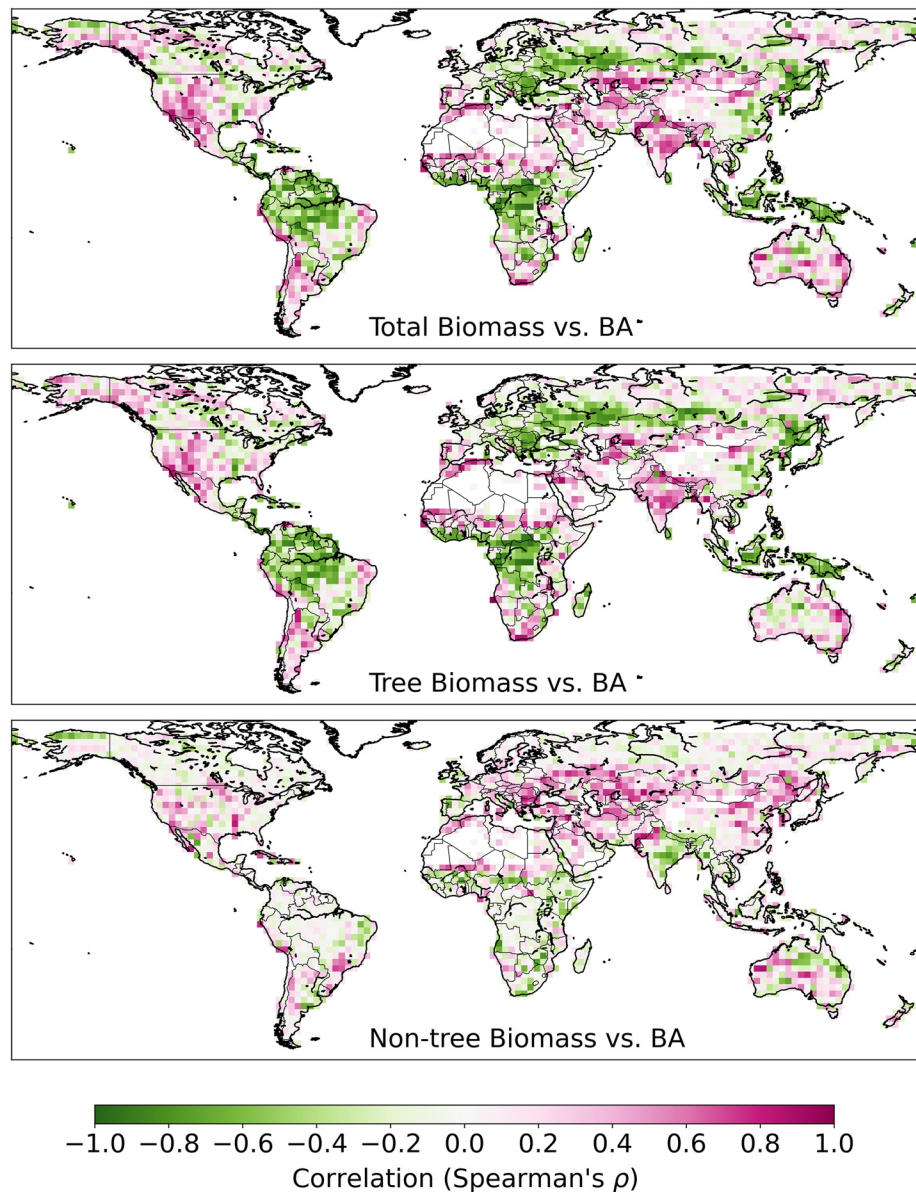 Total Biomass vs. BA
Tree Biomass vs. BA
Non-tree Biomass vs. BA
−1.0 −0.8 −0.6 −0.4 −0.2 0.0 0.2 0.4 0.6 0.8 1.0
Correlation (Spearman's ρ)